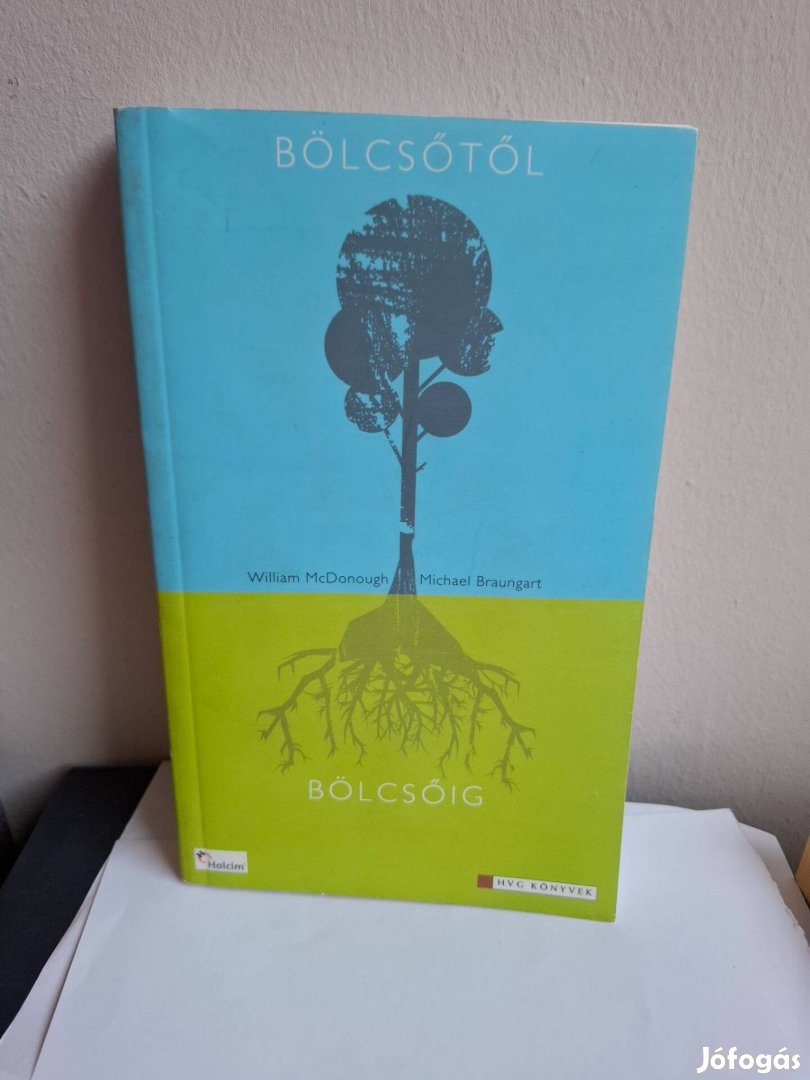 BÖLCSŐTŐL
William McDonough Michael Braungart
BÖLCSŐIG
Holcim
HVG KÖNYVEK
Jófogás